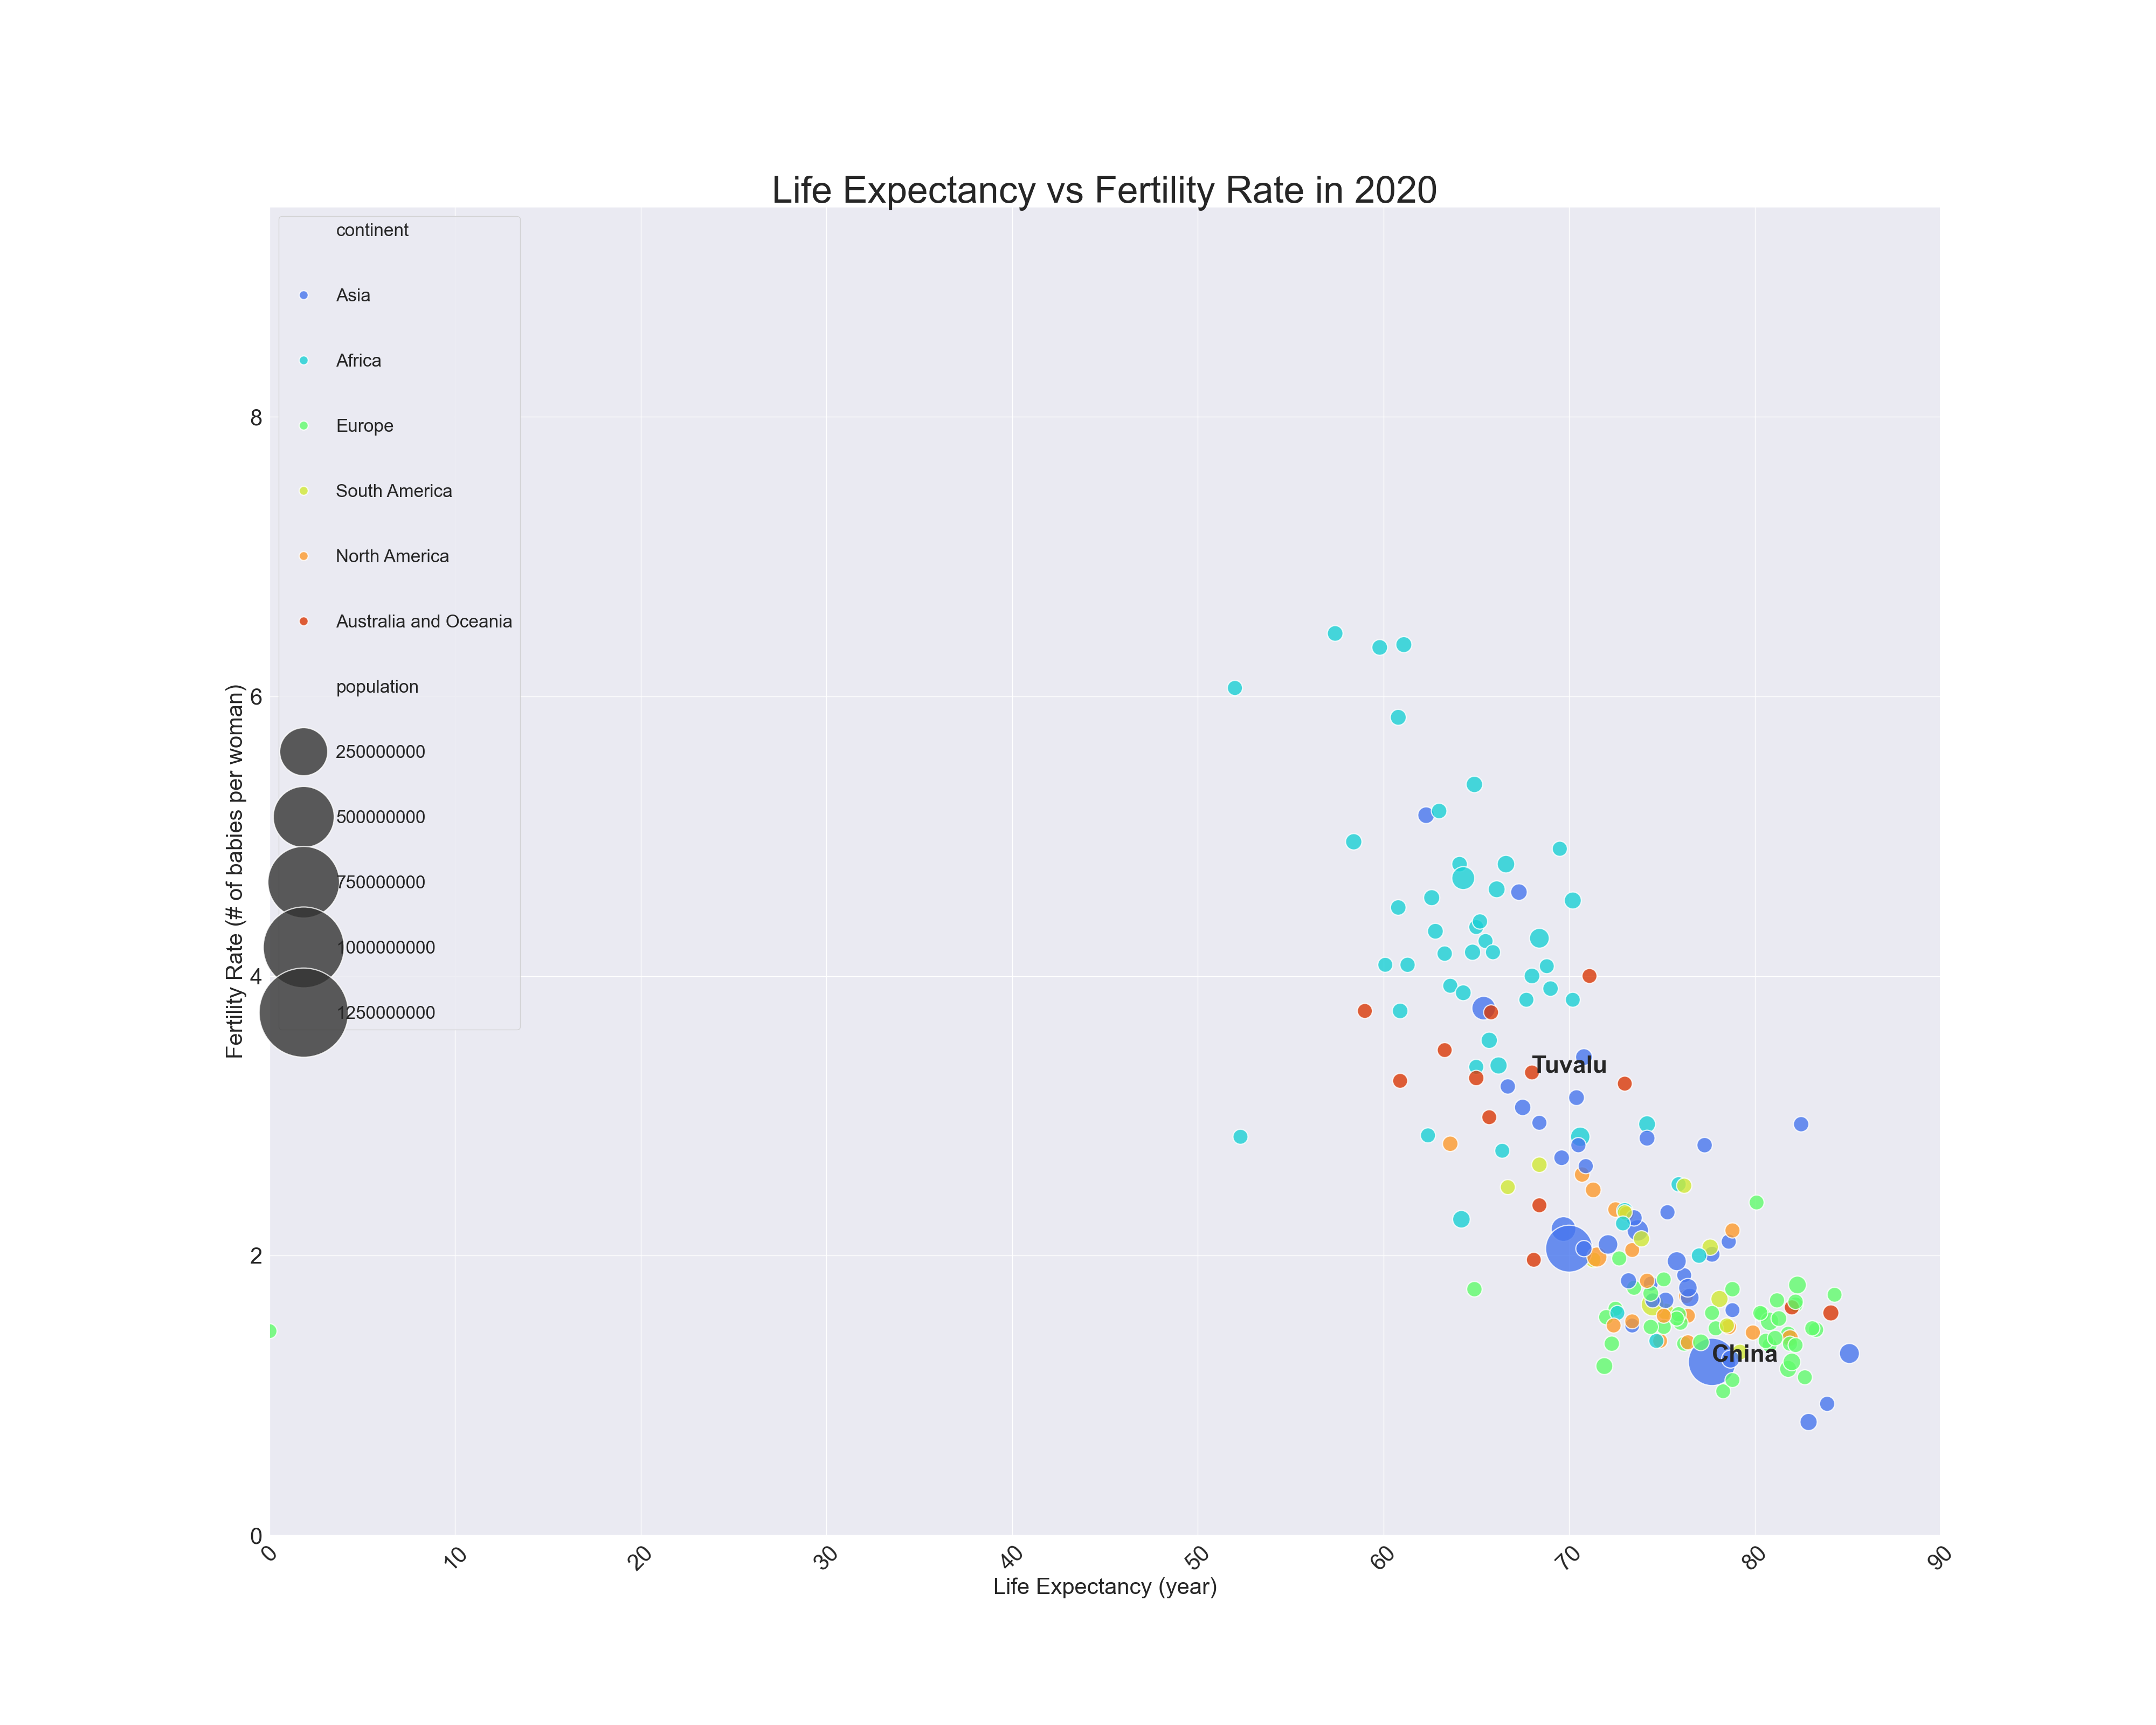 Life Expectancy vs Fertility Rate in 2020
continent
Asia
Africa
Europe
South America
North America
Australia and Oceania
population
250000000
500000000
750000000
1000000000
1250000000
Fertility Rate (# of babies per woman)
8
6
4
2
0
Tuvalu
China
0
10
20
30
40
50
60
70
80
90
Life Expectancy (year)